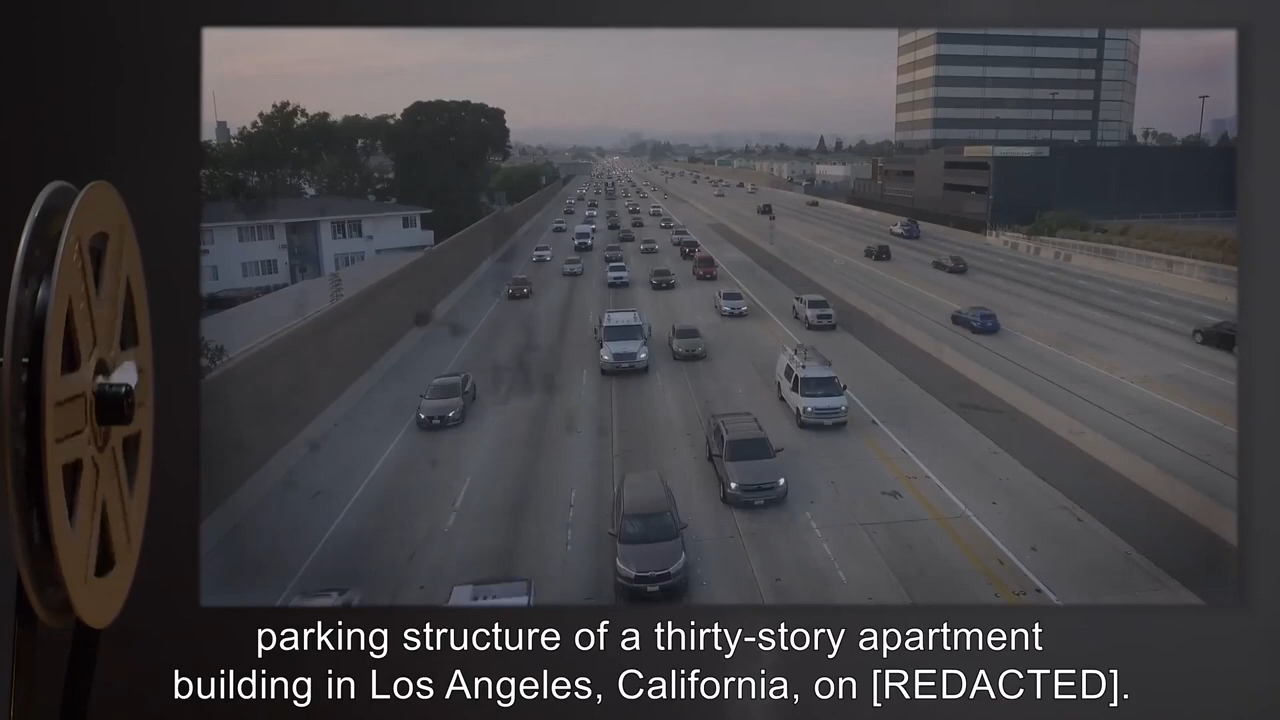 parking structure of a thirty-story apartment
building in Los Angeles, California, on [REDACTED].